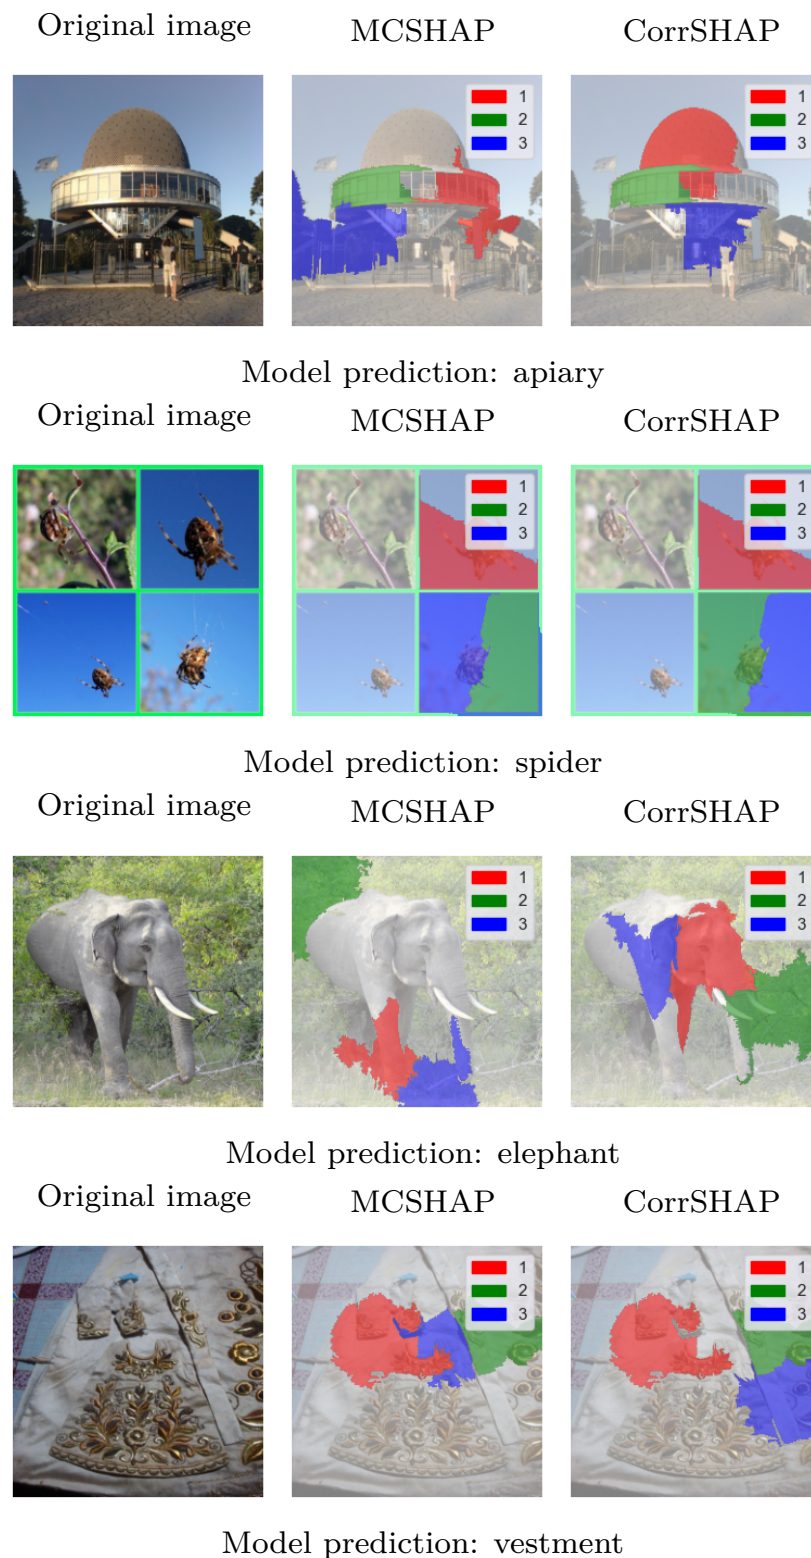 Original image MCSHAP CorrSHAP
1 1
2 2
3 3
Model prediction: apiary
Original image MCSHAP CorrSHAP
1 1
2 2
3 3
Model prediction: spider
Original image MCSHAP CorrSHAP
1 1
2 2
3 3
Model prediction: elephant
Original image MCSHAP CorrSHAP
1 1
2 2
3 3
Model prediction: vestment